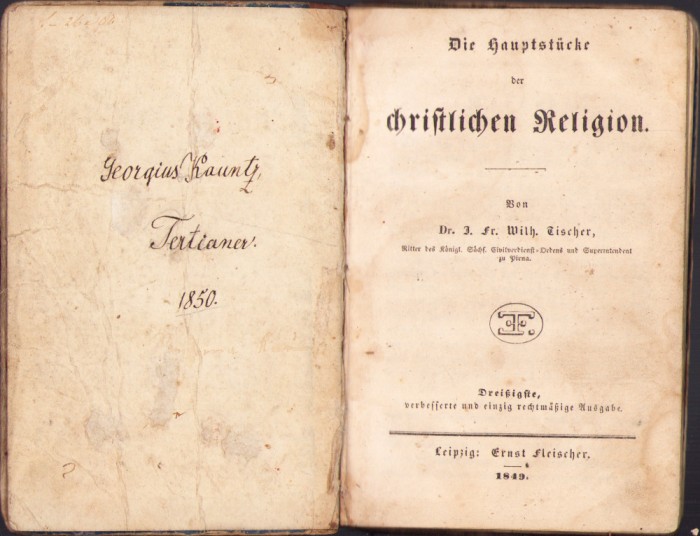 Georgius Kauntz,
Tertianer.
1850.
Die Hauptstücke
der
christlichen Religion.
Von
Dr. J. Fr. Wilh. Tischer,
Ritter des Königl. Sächs. Civilverdienst-Ordens und Superintendent
zu Pirna.
Dreißigste,
verbesserte und einzig rechtmäßige Ausgabe.
Leipzig: Ernst Fleischer,
1849.